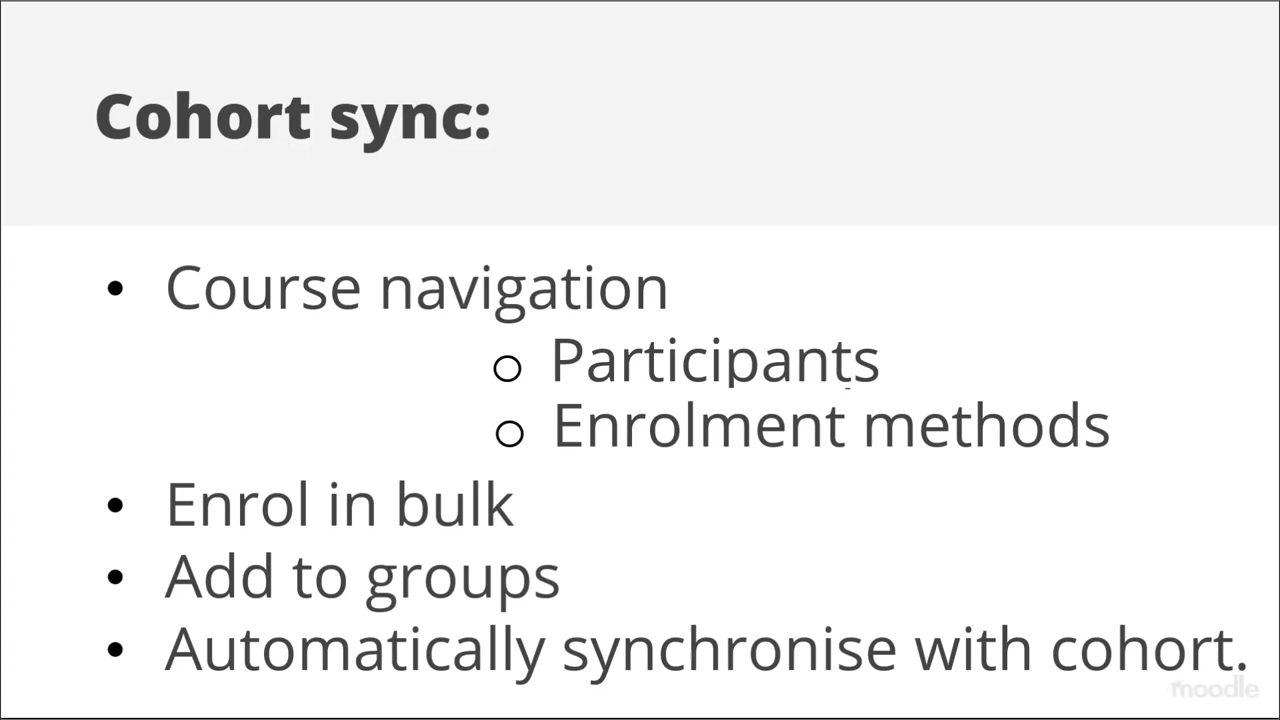 Cohort sync:
• Course navigation
o Participants
o Enrolment methods
• Enrol in bulk
• Add to groups
• Automatically synchronise with cohort.
moodle